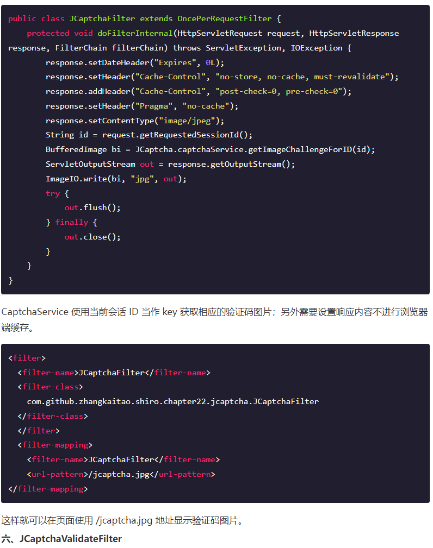 public class JCaptchaFilter extends OncePerRequestFilter {
protected void doFilterInternal(HttpServletRequest request, HttpServletResponse
response, FilterChain filterChain) throws ServletException, IOException {
response.setDateHeader("Expires", 0L);
response.setHeader("Cache-Control", "no-store, no-cache, must-revalidate");
response.addHeader("Cache-Control", "post-check=0, pre-check=0");
response.setHeader("Pragma", "no-cache");
response.setContentType("image/jpeg");
String id = request.getRequestedSessionId();
BufferedImage bi = JCaptcha.captchaService.getImageChallengeForID(id);
ServletOutputStream out = response.getOutputStream();
ImageIO.write(bi, "jpg", out);
try {
out.flush();
} finally {
out.close();
}
}
}
CaptchaService 使用当前会话 ID 当作 key 获取相应的验证码图片；另外需要设置响应内容不进行浏览器
端缓存。
<filter>
<filter-name>JCaptchaFilter</filter-name>
<filter-class>
com.github.zhangkaitao.shiro.chapter22.jcaptcha.JCaptchaFilter
</filter-class>
</filter>
<filter-mapping>
<filter-name>JCaptchaFilter</filter-name>
<url-pattern>/jcaptcha.jpg</url-pattern>
</filter-mapping>
这样就可以在页面使用 /jcaptcha.jpg 地址显示验证码图片。
六、JCaptchaValidateFilter